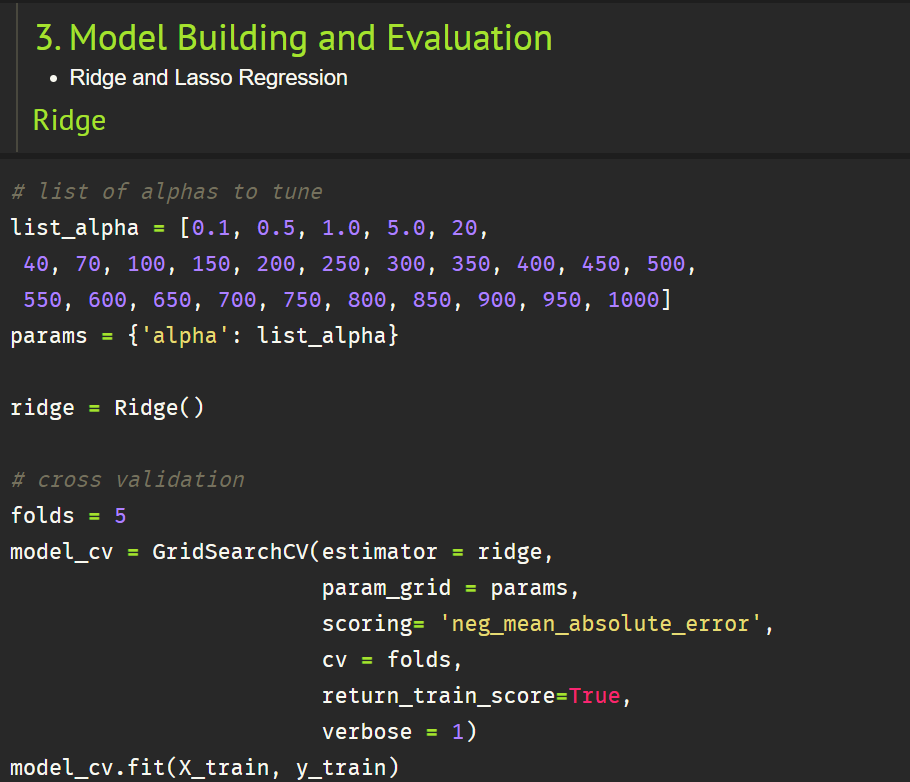 3. Model Building and Evaluation
• Ridge and Lasso Regression
Ridge
# list of alphas to tune
list_alpha = [0.1, 0.5, 1.0, 5.0, 20,
 40, 70, 100, 150, 200, 250, 300, 350, 400, 450, 500,
 550, 600, 650, 700, 750, 800, 850, 900, 950, 1000]
params = {'alpha': list_alpha}
ridge = Ridge()
# cross validation
folds = 5
model_cv = GridSearchCV(estimator = ridge,
                        param_grid = params,
                        scoring= 'neg_mean_absolute_error',
                        cv = folds,
                        return_train_score=True,
                        verbose = 1)
model_cv.fit(X_train, y_train)